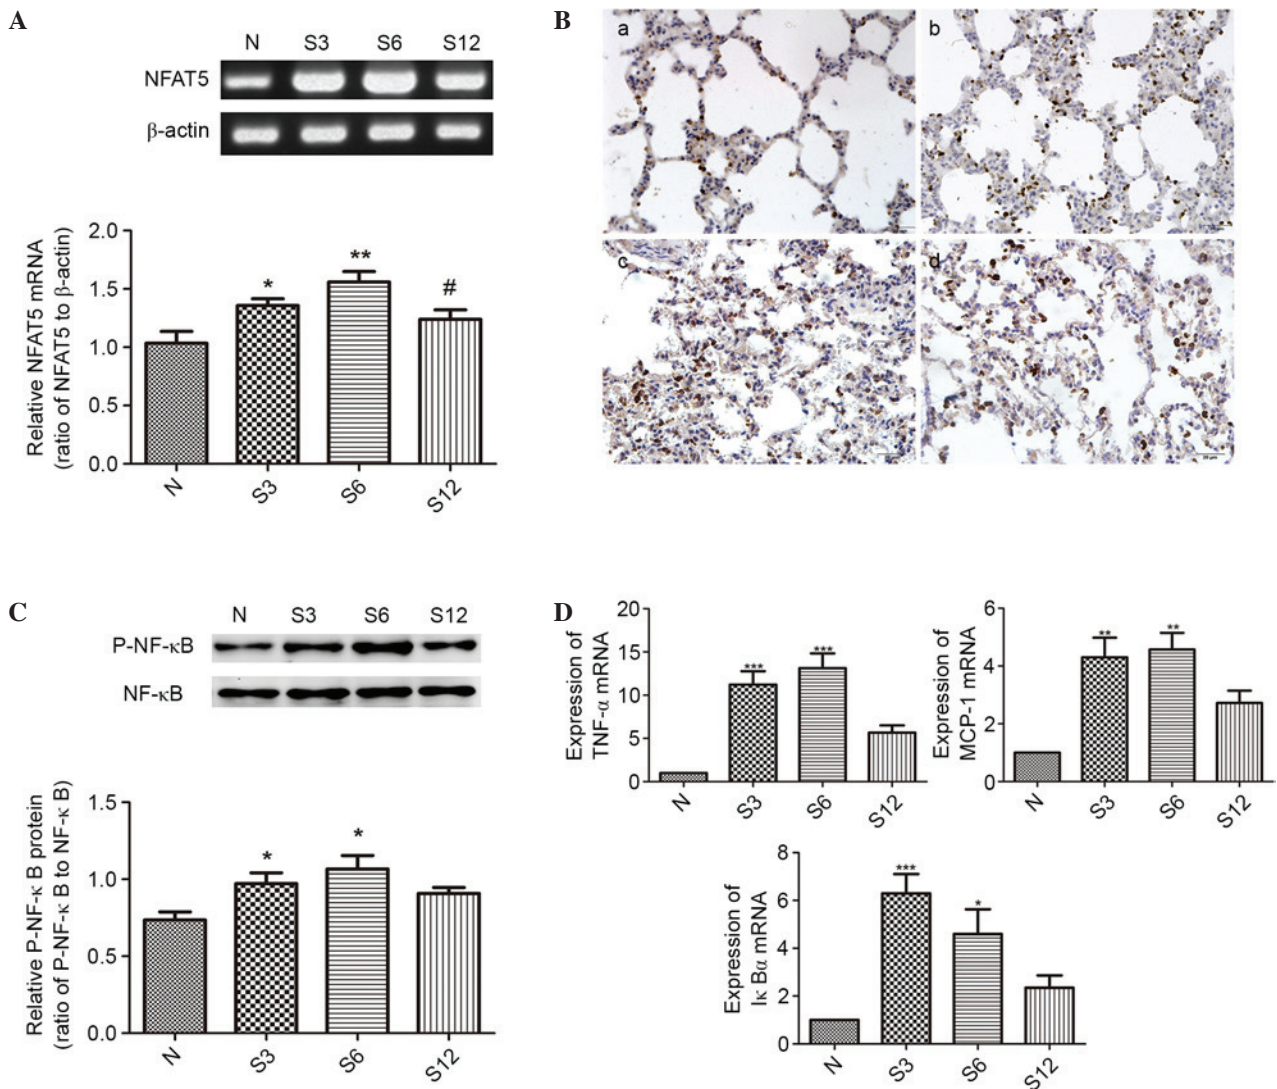 A
N S3 S6 S12
NFAT5
β-actin
Relative NFAT5 mRNA
(ratio of NFAT5 to β-actin)
2.0
1.5
1.0
0.5
0.0
*
**
#
N S3 S6 S12
B
a
b
c
d
20 μm
C
N S3 S6 S12
P-NF-κB
NF-κB
Relative P-NF-κ B protein
(ratio of P-NF-κ B to NF-κ B)
1.5
1.0
0.5
0.0
*
*
N S3 S6 S12
D
Expression of
TNF-α mRNA
20
15
10
5
0
***
***
N S3 S6 S12
Expression of
MCP-1 mRNA
6
4
2
0
**
**
N S3 S6 S12
Expression of
Iκ Bα mRNA
8
6
4
2
0
***
*
N S3 S6 S12